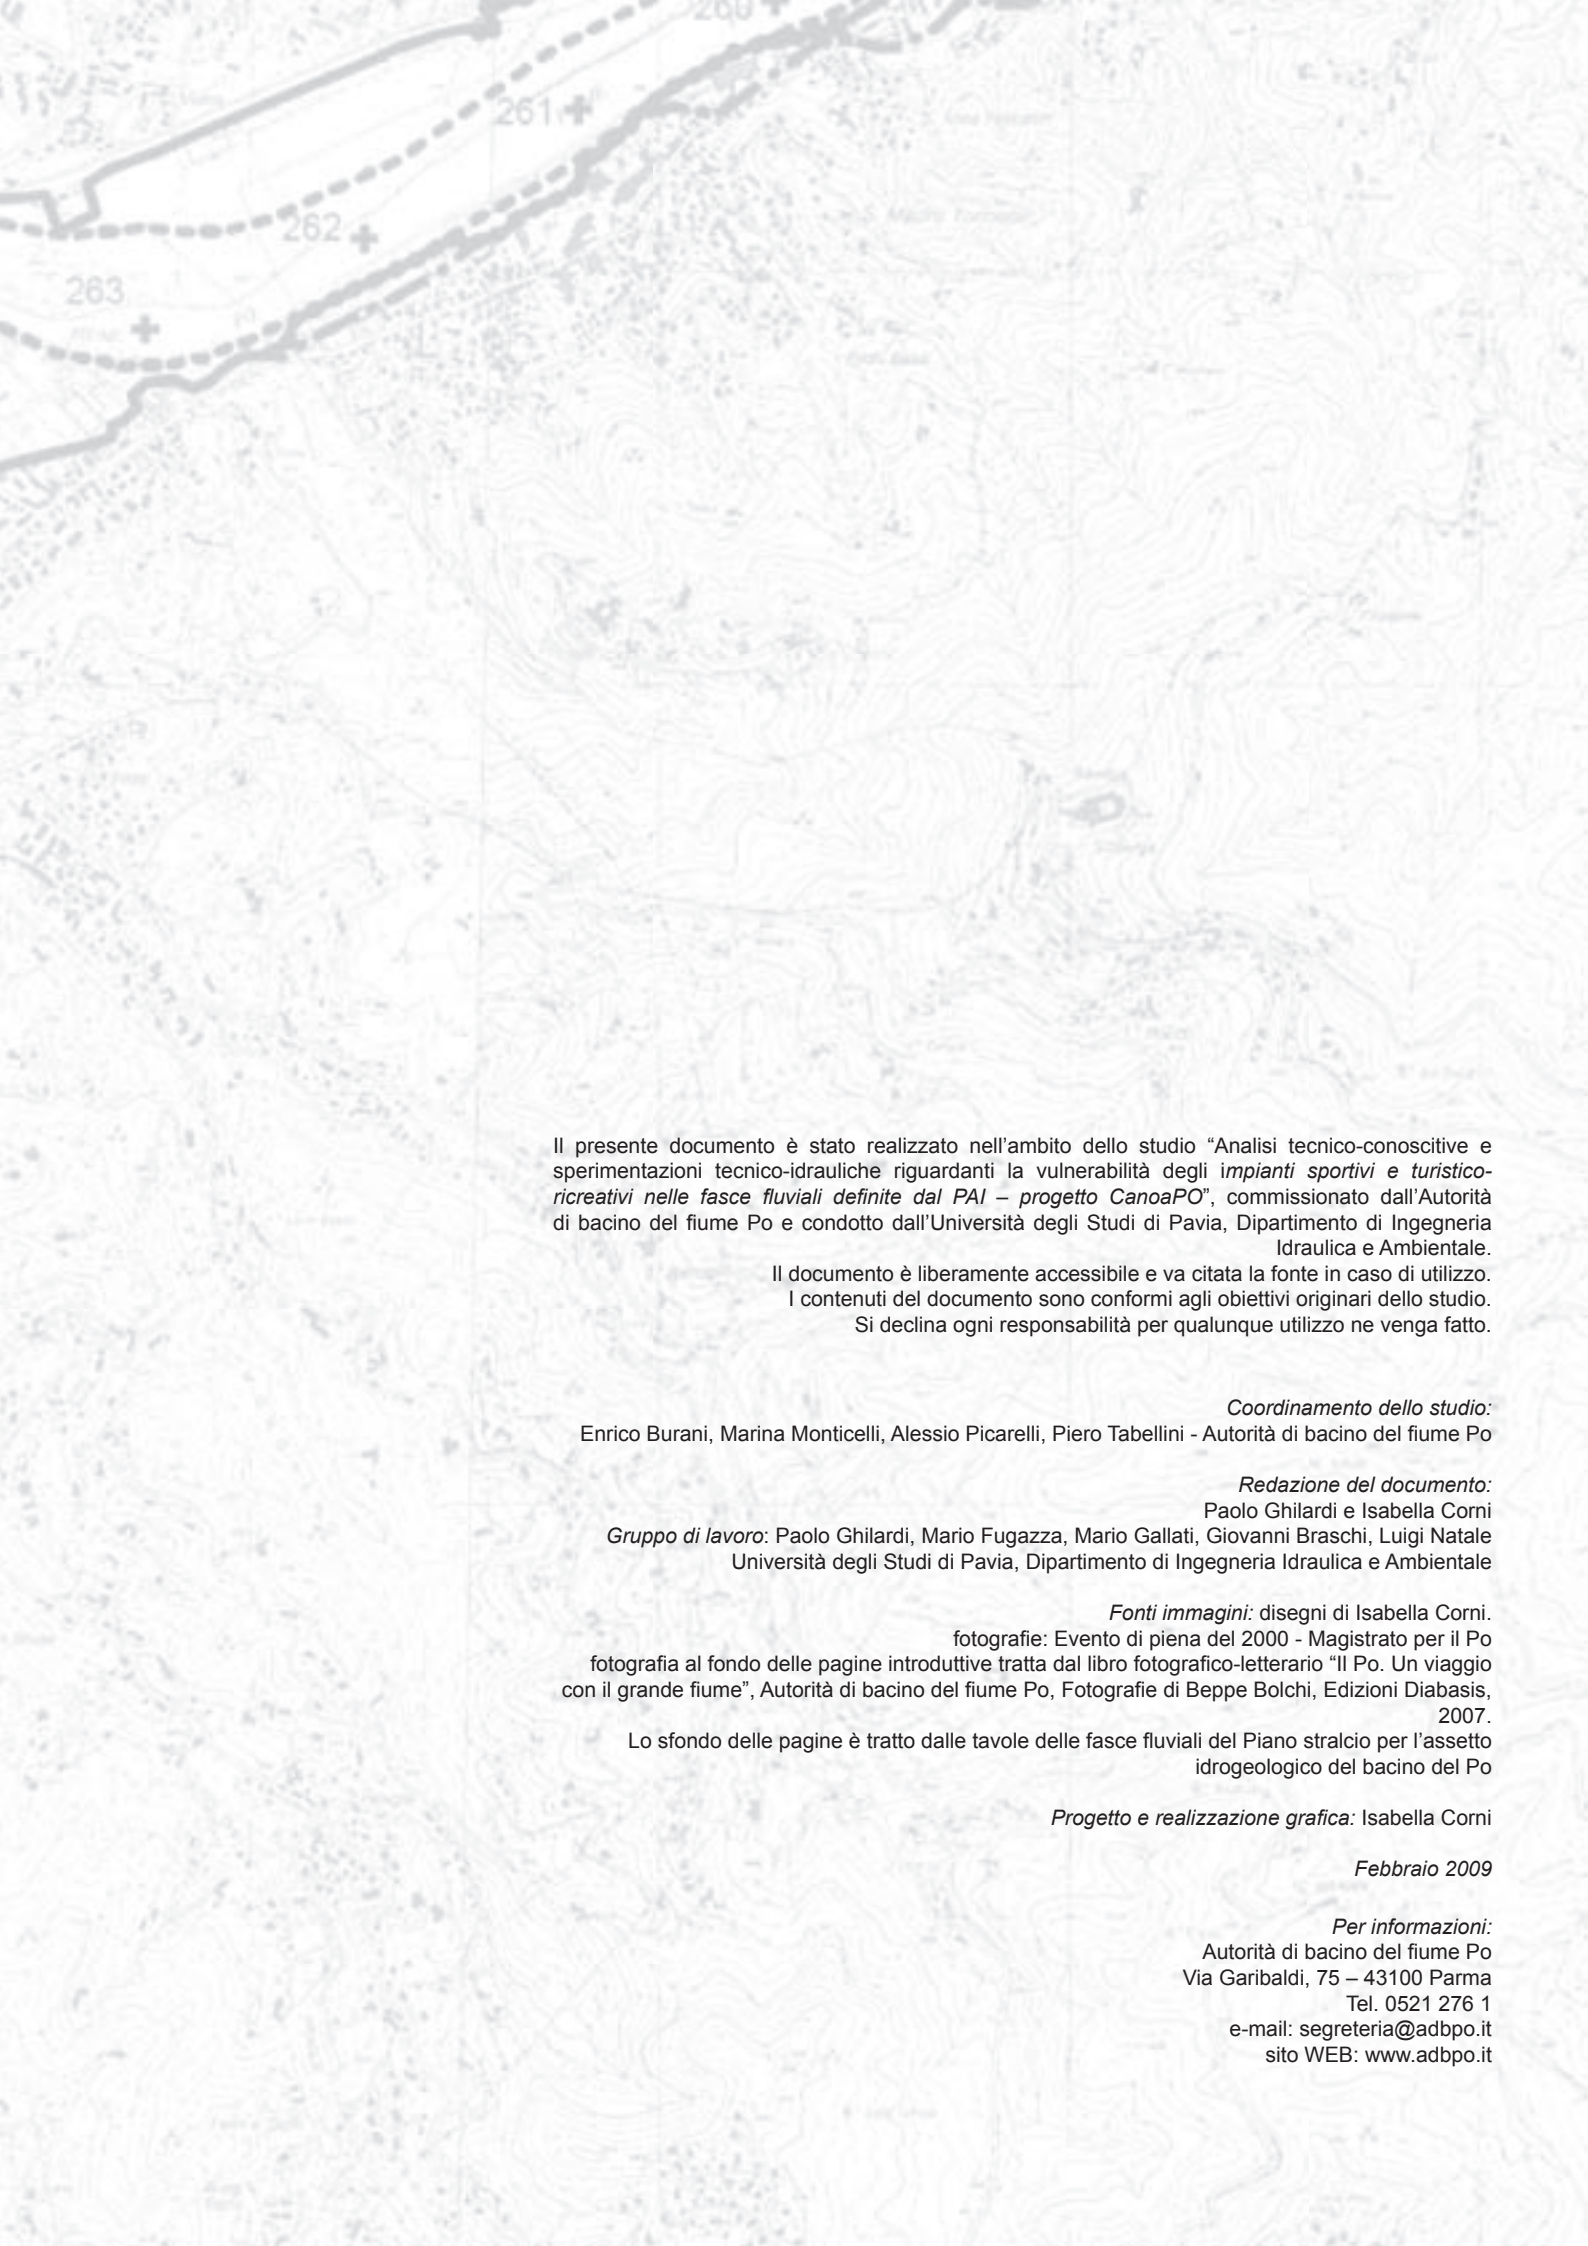 260
261
262
263
Il presente documento è stato realizzato nell’ambito dello studio “Analisi tecnico-conoscitive e
sperimentazioni tecnico-idrauliche riguardanti la vulnerabilità degli impianti sportivi e turistico-
ricreativi nelle fasce fluviali definite dal PAI – progetto CanoaPO”, commissionato dall’Autorità
di bacino del fiume Po e condotto dall’Università degli Studi di Pavia, Dipartimento di Ingegneria
Idraulica e Ambientale.
Il documento è liberamente accessibile e va citata la fonte in caso di utilizzo.
I contenuti del documento sono conformi agli obiettivi originari dello studio.
Si declina ogni responsabilità per qualunque utilizzo ne venga fatto.
Coordinamento dello studio:
Enrico Burani, Marina Monticelli, Alessio Picarelli, Piero Tabellini - Autorità di bacino del fiume Po
Redazione del documento:
Paolo Ghilardi e Isabella Corni
Gruppo di lavoro: Paolo Ghilardi, Mario Fugazza, Mario Gallati, Giovanni Braschi, Luigi Natale
Università degli Studi di Pavia, Dipartimento di Ingegneria Idraulica e Ambientale
Fonti immagini: disegni di Isabella Corni.
fotografie: Evento di piena del 2000 - Magistrato per il Po
fotografia al fondo delle pagine introduttive tratta dal libro fotografico-letterario “Il Po. Un viaggio
con il grande fiume”, Autorità di bacino del fiume Po, Fotografie di Beppe Bolchi, Edizioni Diabasis,
2007.
Lo sfondo delle pagine è tratto dalle tavole delle fasce fluviali del Piano stralcio per l’assetto
idrogeologico del bacino del Po
Progetto e realizzazione grafica: Isabella Corni
Febbraio 2009
Per informazioni:
Autorità di bacino del fiume Po
Via Garibaldi, 75 – 43100 Parma
Tel. 0521 276 1
e-mail: segreteria@adbpo.it
sito WEB: www.adbpo.it